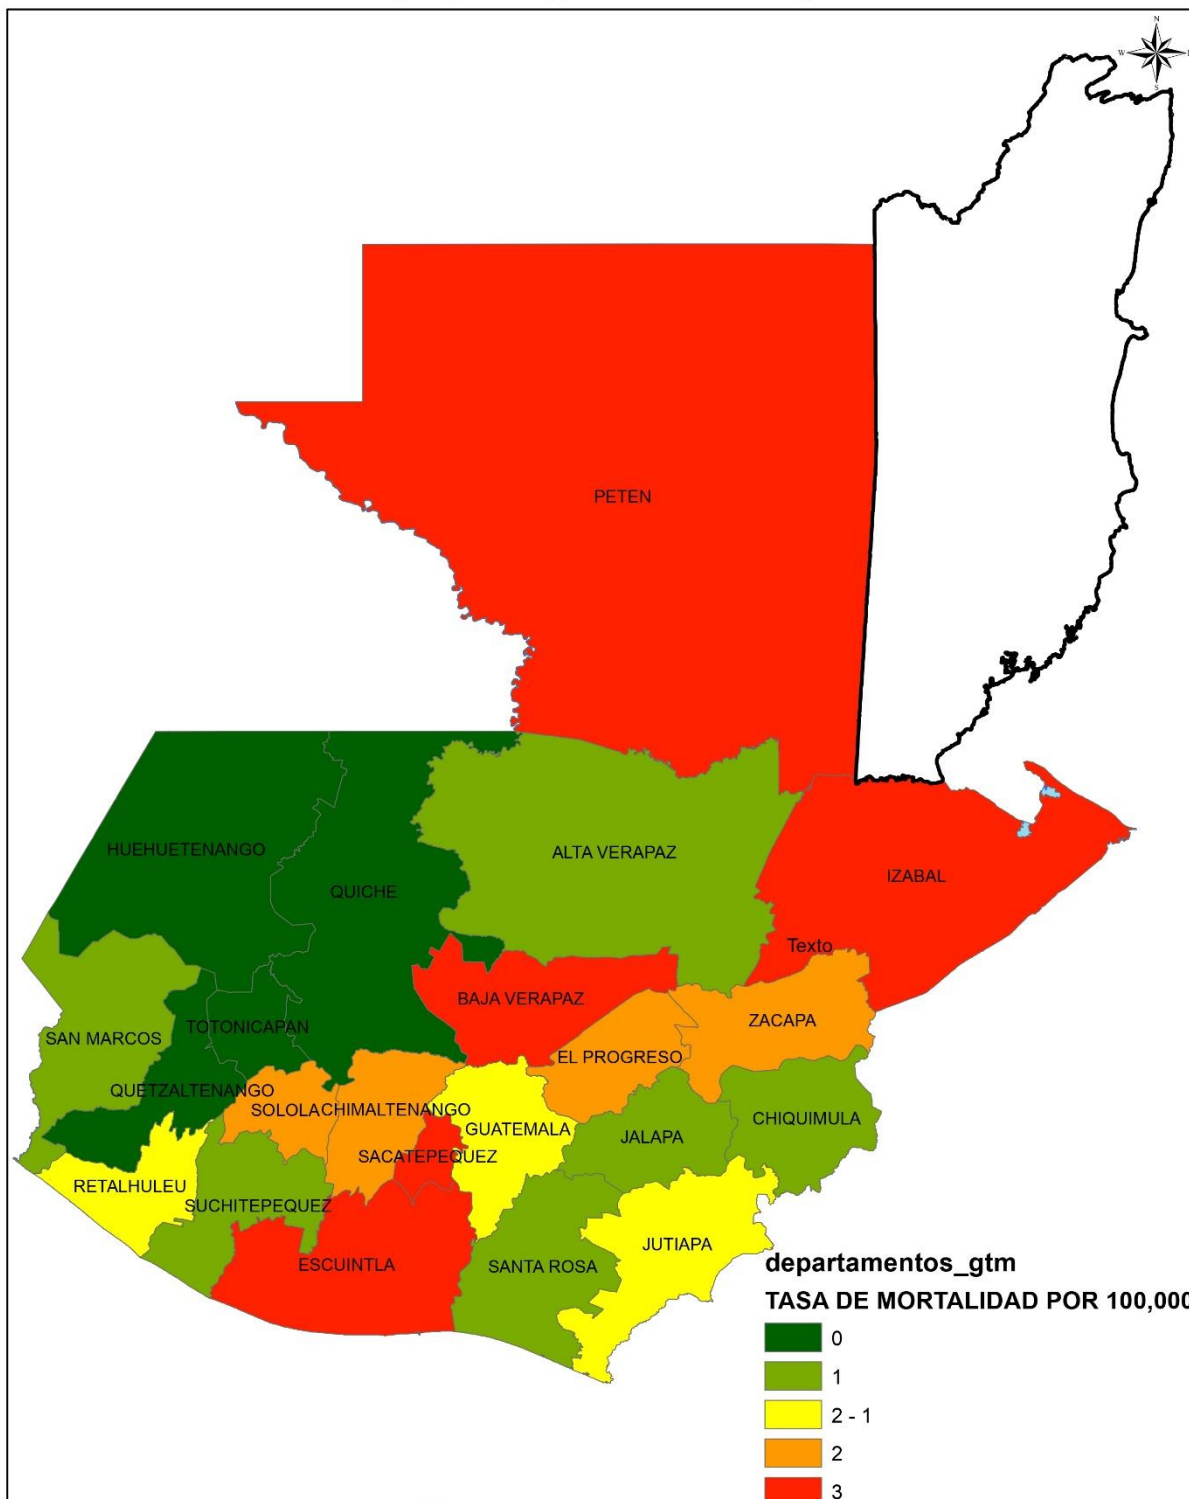 N
W
S
PETEN
HUEHUETENANGO
ALTA VERAPAZ
QUICHE
IZABAL
Texto
BAJA VERAPAZ
ZACAPA
TOTONICAPAN
SAN MARCOS
EL PROGRESO
QUETZALTENANGO
SOLOLA
CHIMALTENANGO
CHIQUIMULA
GUATEMALA
JALAPA
SACATEPEQUEZ
RETALHULEU
SUCHITEPEQUEZ
JUTIAPA
ESCUINTLA
SANTA ROSA
departamentos_gtm
TASA DE MORTALIDAD POR 100,000
0
1
2 - 1
2
3